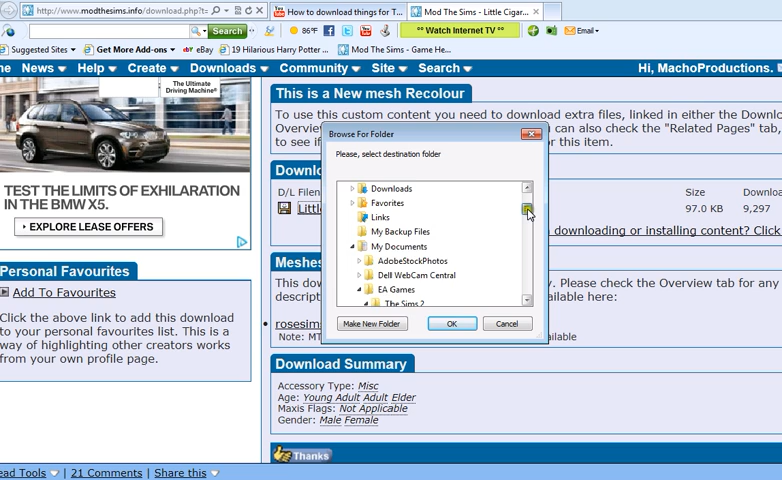 http://www.modthesims.info/download.php?t=
How to download things for T...
Mod The Sims - Little Cigar...
Search
86°F
°° Watch Internet TV °°
Email
Suggested Sites
Get More Add-ons
eBay
19 Hilarious Harry Potter ...
Mod The Sims - Game He...
me News Help Create Downloads Community Site Search Hi, MachoProductions.
The Ultimate
Driving Machine®
TEST THE LIMITS OF EXHILARATION
IN THE BMW X5.
EXPLORE LEASE OFFERS
Personal Favourites
Add To Favourites
Click the above link to add this download
to your personal favourites list. This is a
way of highlighting other creators works
from your own profile page.
This is a New mesh Recolour
To use this custom content you need to download extra files, linked in either the Downlo
Overview
can also check the "Related Pages" tab,
to see if
or this item.
Downlo
D/L Filen
Size
Downloa
Littl
97.0 KB
9,297
downloading or installing content? Click
Browse For Folder
Please, select destination folder
Downloads
Favorites
Links
My Backup Files
My Documents
AdobeStockPhotos
Dell WebCam Central
EA Games
The Sims 2
Make New Folder
OK
Cancel
Meshes
This dow
y. Please check the Overview tab for any
descript
ailable here:
rosesim
Note: MT
ailable
Download Summary
Accessory Type: Misc
Age: Young Adult Adult Elder
Maxis Flags: Not Applicable
Gender: Male Female
Thanks
ead Tools | 21 Comments | Share this